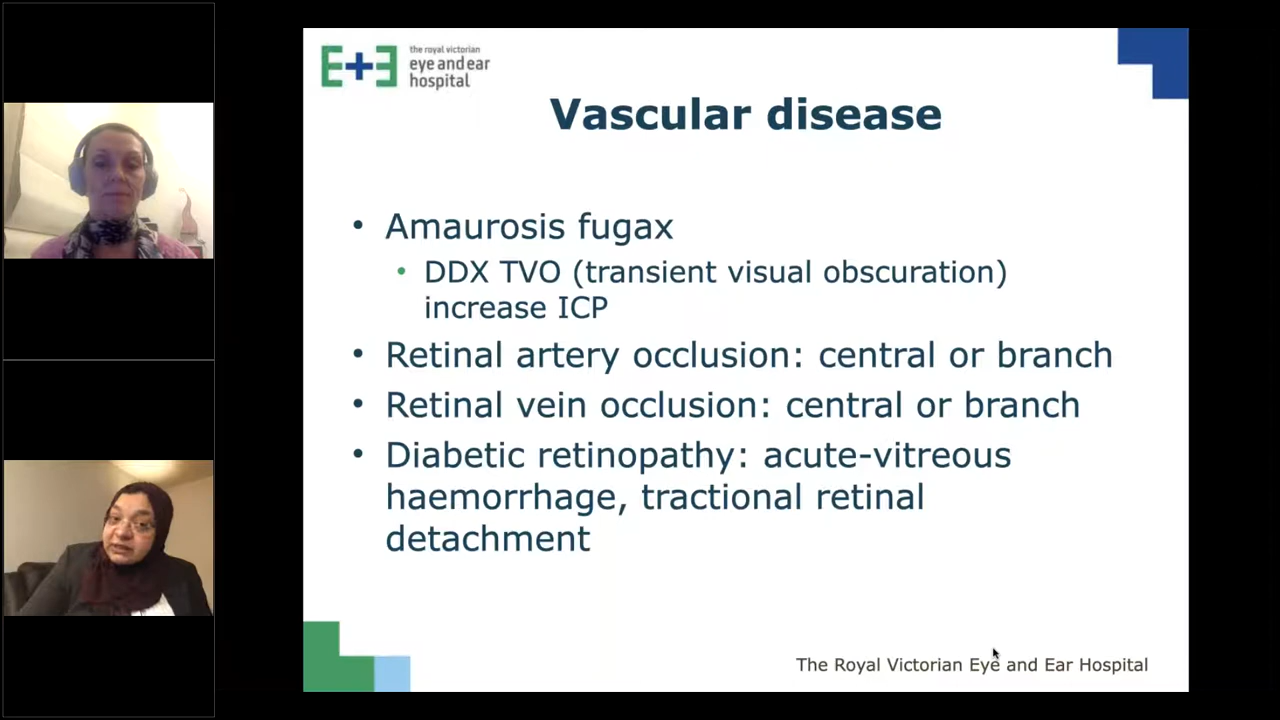 E+E the royal victorian
eye and ear
hospital
Vascular disease
• Amaurosis fugax
• DDX TVO (transient visual obscuration)
increase ICP
• Retinal artery occlusion: central or branch
• Retinal vein occlusion: central or branch
• Diabetic retinopathy: acute-vitreous
haemorrhage, tractional retinal
detachment
The Royal Victorian Eye and Ear Hospital